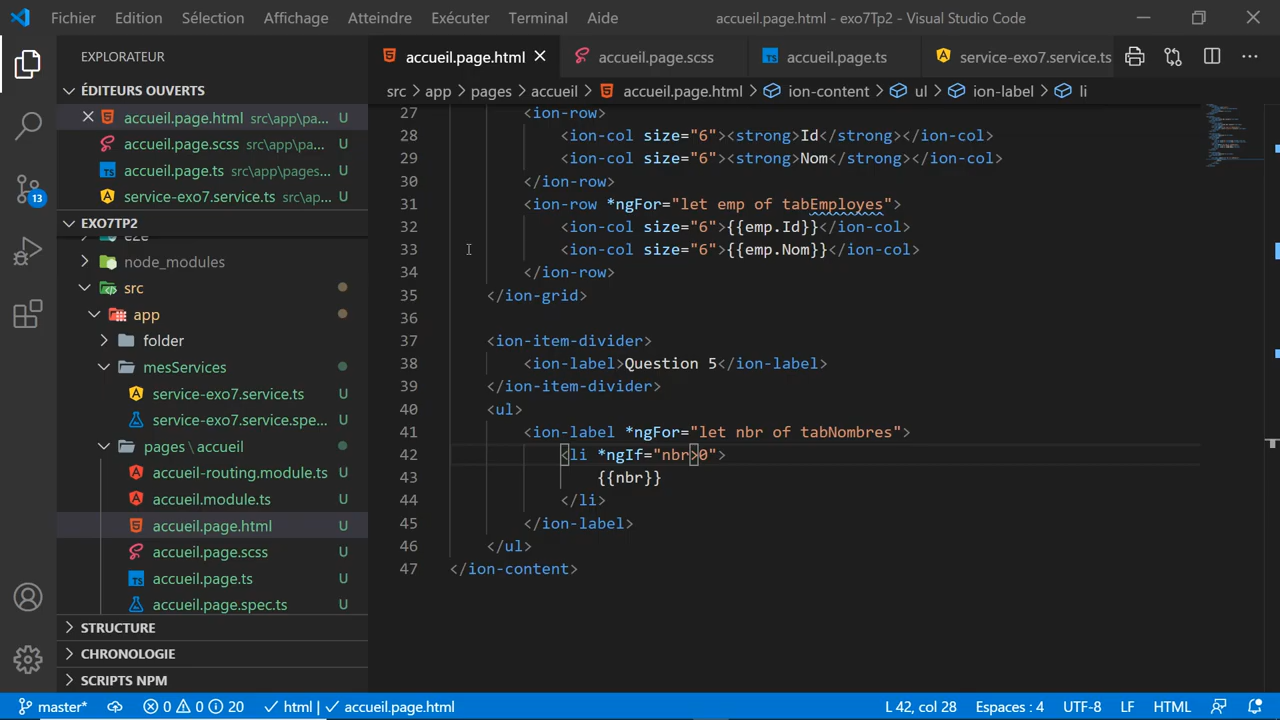 Fichier Edition Sélection Affichage Atteindre Exécuter Terminal Aide accueil.page.html - exo7Tp2 - Visual Studio Code
EXPLORATEUR
ÉDITEURS OUVERTS
accueil.page.html src\app\pa... U
accueil.page.scss src\app\pa... U
accueil.page.ts src\app\pages... U
service-exo7.service.ts src\ap... U
EXO7TP2
eze
node_modules
src
app
folder
mesServices
service-exo7.service.ts U
service-exo7.service.spe... U
pages \ accueil
accueil-routing.module.ts U
accueil.module.ts U
accueil.page.html U
accueil.page.scss U
accueil.page.ts U
accueil.page.spec.ts U
STRUCTURE
CHRONOLOGIE
SCRIPTS NPM
13
accueil.page.html accueil.page.scss accueil.page.ts service-exo7.service.ts
src > app > pages > accueil > accueil.page.html > ion-content > ul > ion-label > li
27 <ion-row>
28 <ion-col size="6"><strong>Id</strong></ion-col>
29 <ion-col size="6"><strong>Nom</strong></ion-col>
30 </ion-row>
31 <ion-row *ngFor="let emp of tabEmployes">
32 <ion-col size="6">{{emp.Id}}</ion-col>
33 <ion-col size="6">{{emp.Nom}}</ion-col>
34 </ion-row>
35 </ion-grid>
36
37 <ion-item-divider>
38 <ion-label>Question 5</ion-label>
39 </ion-item-divider>
40 <ul>
41 <ion-label *ngFor="let nbr of tabNombres">
42 <li *ngIf="nbr>0">
43 {{nbr}}
44 </li>
45 </ion-label>
46 </ul>
47 </ion-content>
master* 0 0 20 html | accueil.page.html L 42, col 28 Espaces : 4 UTF-8 LF HTML